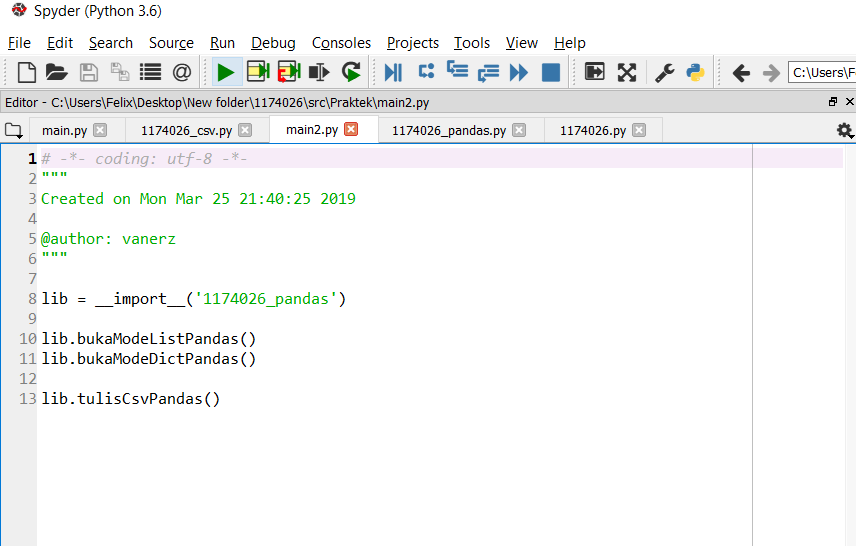 Spyder (Python 3.6)
File Edit Search Source Run Debug Consoles Projects Tools View Help
C:\Users\F
Editor - C:\Users\Felix\Desktop\New folder\1174026\src\Praktek\main2.py
main.py 1174026_csv.py main2.py 1174026_pandas.py 1174026.py
1 # -*- coding: utf-8 -*-
2 """
3 Created on Mon Mar 25 21:40:25 2019
4
5 @author: vanerz
6 """
7
8 lib = __import__('1174026_pandas')
9
10 lib.bukaModeListPandas()
11 lib.bukaModeDictPandas()
12
13 lib.tulisCsvPandas()